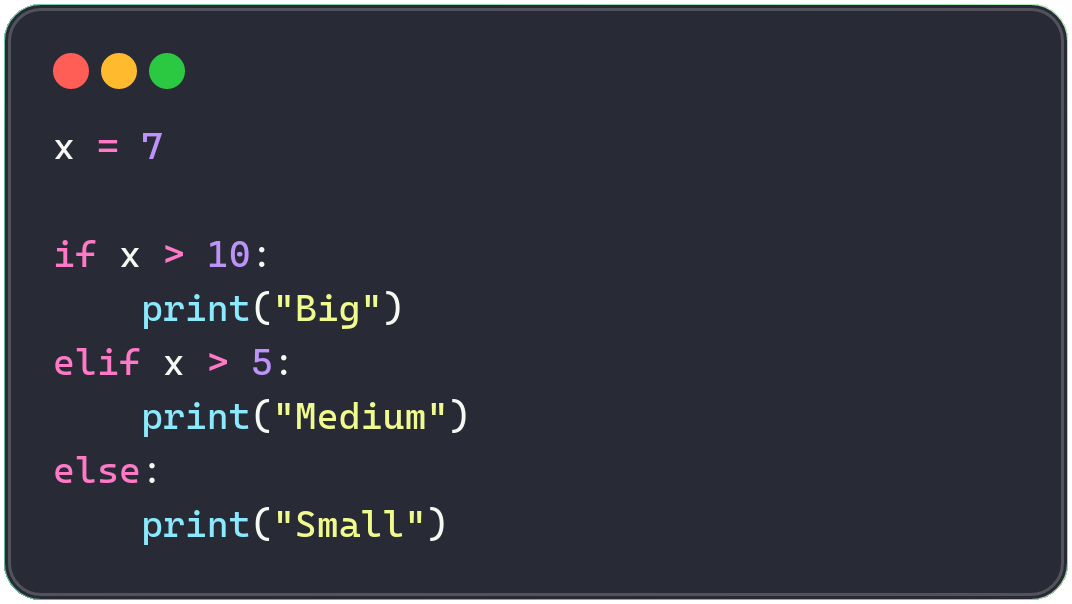 x = 7

if x > 10:
    print("Big")
elif x > 5:
    print("Medium")
else:
    print("Small")